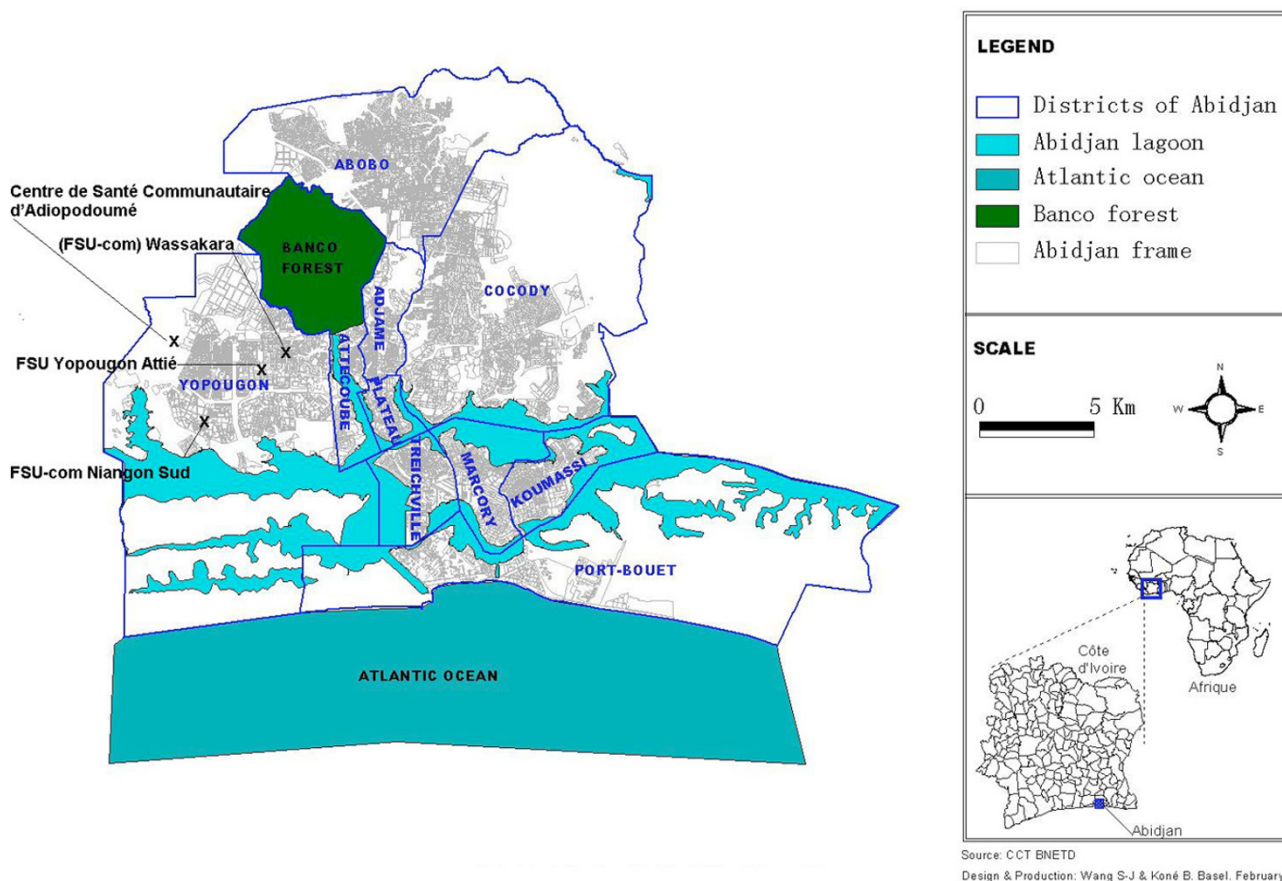 ABOBO
Centre de Santé Communautaire
d'Adiopodoumé
(FSU-com) Wassakara
BANCO
FOREST
COCODY
ADJAME
ATTECOUBE
FSU Yopougon Attié
YOPOUGON
PLATEAU
FSU-com Niangon Sud
TREICHVILLE
MARCORY
KOUMASSI
PORT-BOUET
ATLANTIC OCEAN
LEGEND
Districts of Abidjan
Abidjan lagoon
Atlantic ocean
Banco forest
Abidjan frame
SCALE
0 5 Km
N
W E
S
Côte
d'Ivoire
Afrique
Abidjan
Source: CCT BNETD
Design & Production: Wang S-J & Koné B. Basel. February